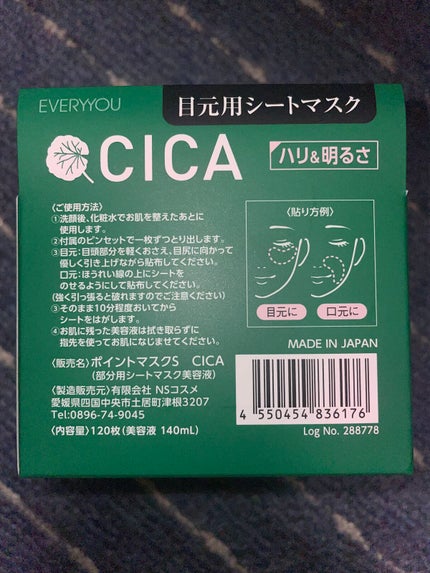 EVERYYOU
目元用シートマスク
CICA
ハリ&明るさ
〈ご使用方法〉
①洗顔後、化粧水でお肌を整えたあとに
使用します。
②付属のピンセットで一枚ずつとり出します。
③目元:目頭部分を軽くおさえ、目尻に向かって
優しく引き上げながら貼布してください。
口元:ほうれい線の上にシートを
のせるようにして貼布してください。
(強く引っ張ると破れますのでご注意ください)
③そのまま10分程度おいてから
シートをはがします。
④お肌に残った美容液は拭き取らずに
指先を使ってお肌になじませてください。
〈貼り方例〉
目元に
口元に
MADE IN JAPAN
〈販売名〉ポイントマスクS CICA
(部分用シートマスク美容液)
〈製造販売元〉有限会社 NSコスメ
愛媛県四国中央市土居町津根3207
Tel:0896-74-9045
〈内容量〉120枚(美容液 140mL)
4 550454 836176
Log No. 288778